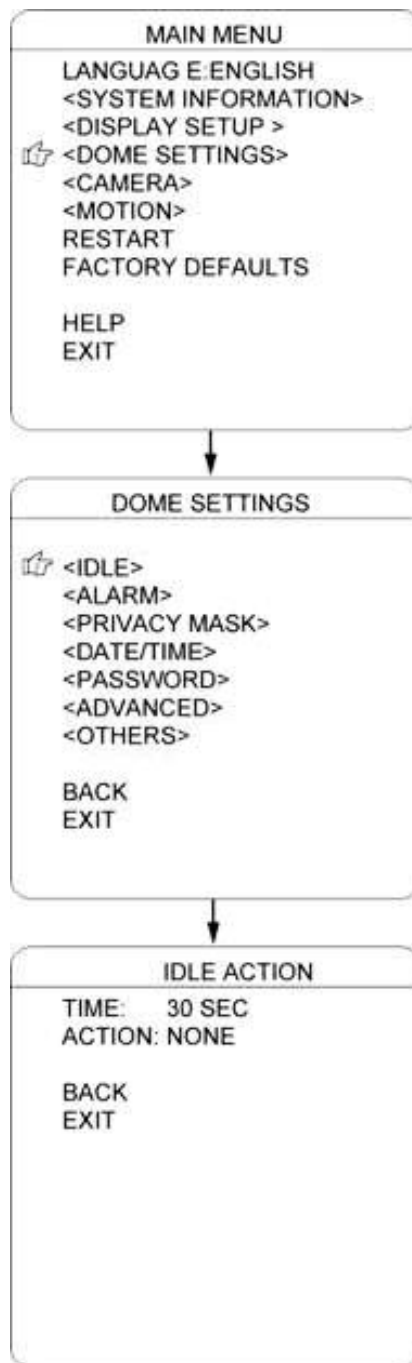 MAIN MENU
LANGUAG E:ENGLISH
<SYSTEM INFORMATION>
<DISPLAY SETUP >
<DOME SETTINGS>
<CAMERA>
<MOTION>
RESTART
FACTORY DEFAULTS
HELP
EXIT
DOME SETTINGS
<IDLE>
<ALARM>
<PRIVACY MASK>
<DATE/TIME>
<PASSWORD>
<ADVANCED>
<OTHERS>
BACK
EXIT
IDLE ACTION
TIME: 30 SEC
ACTION: NONE
BACK
EXIT